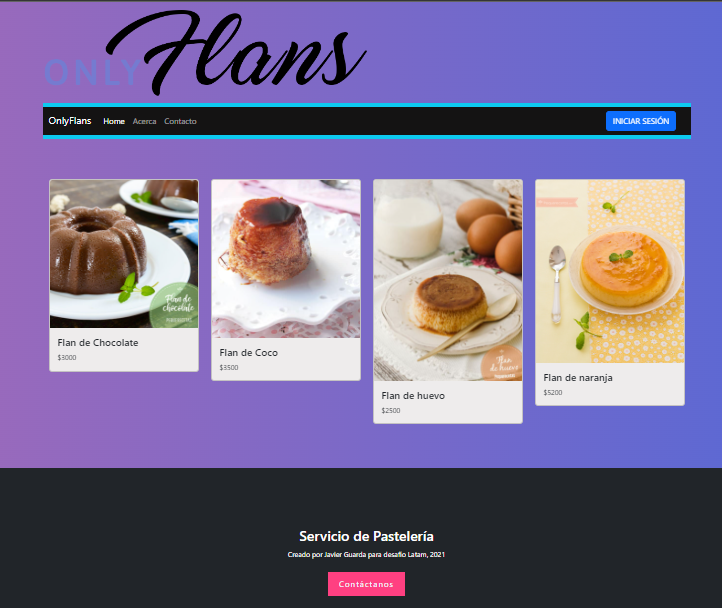 ONLY Flans
OnlyFlans Home Acerca Contacto INICIAR SESIÓN
Flan de
chocolate
Flan de Chocolate
$3000
Flan de Coco
$3500
Flan
de huevo
Flan de huevo
$2500
Flan de naranja
$5200
Servicio de Pastelería
Creado por Javier Guarda para desafío Latam, 2021
Contáctanos